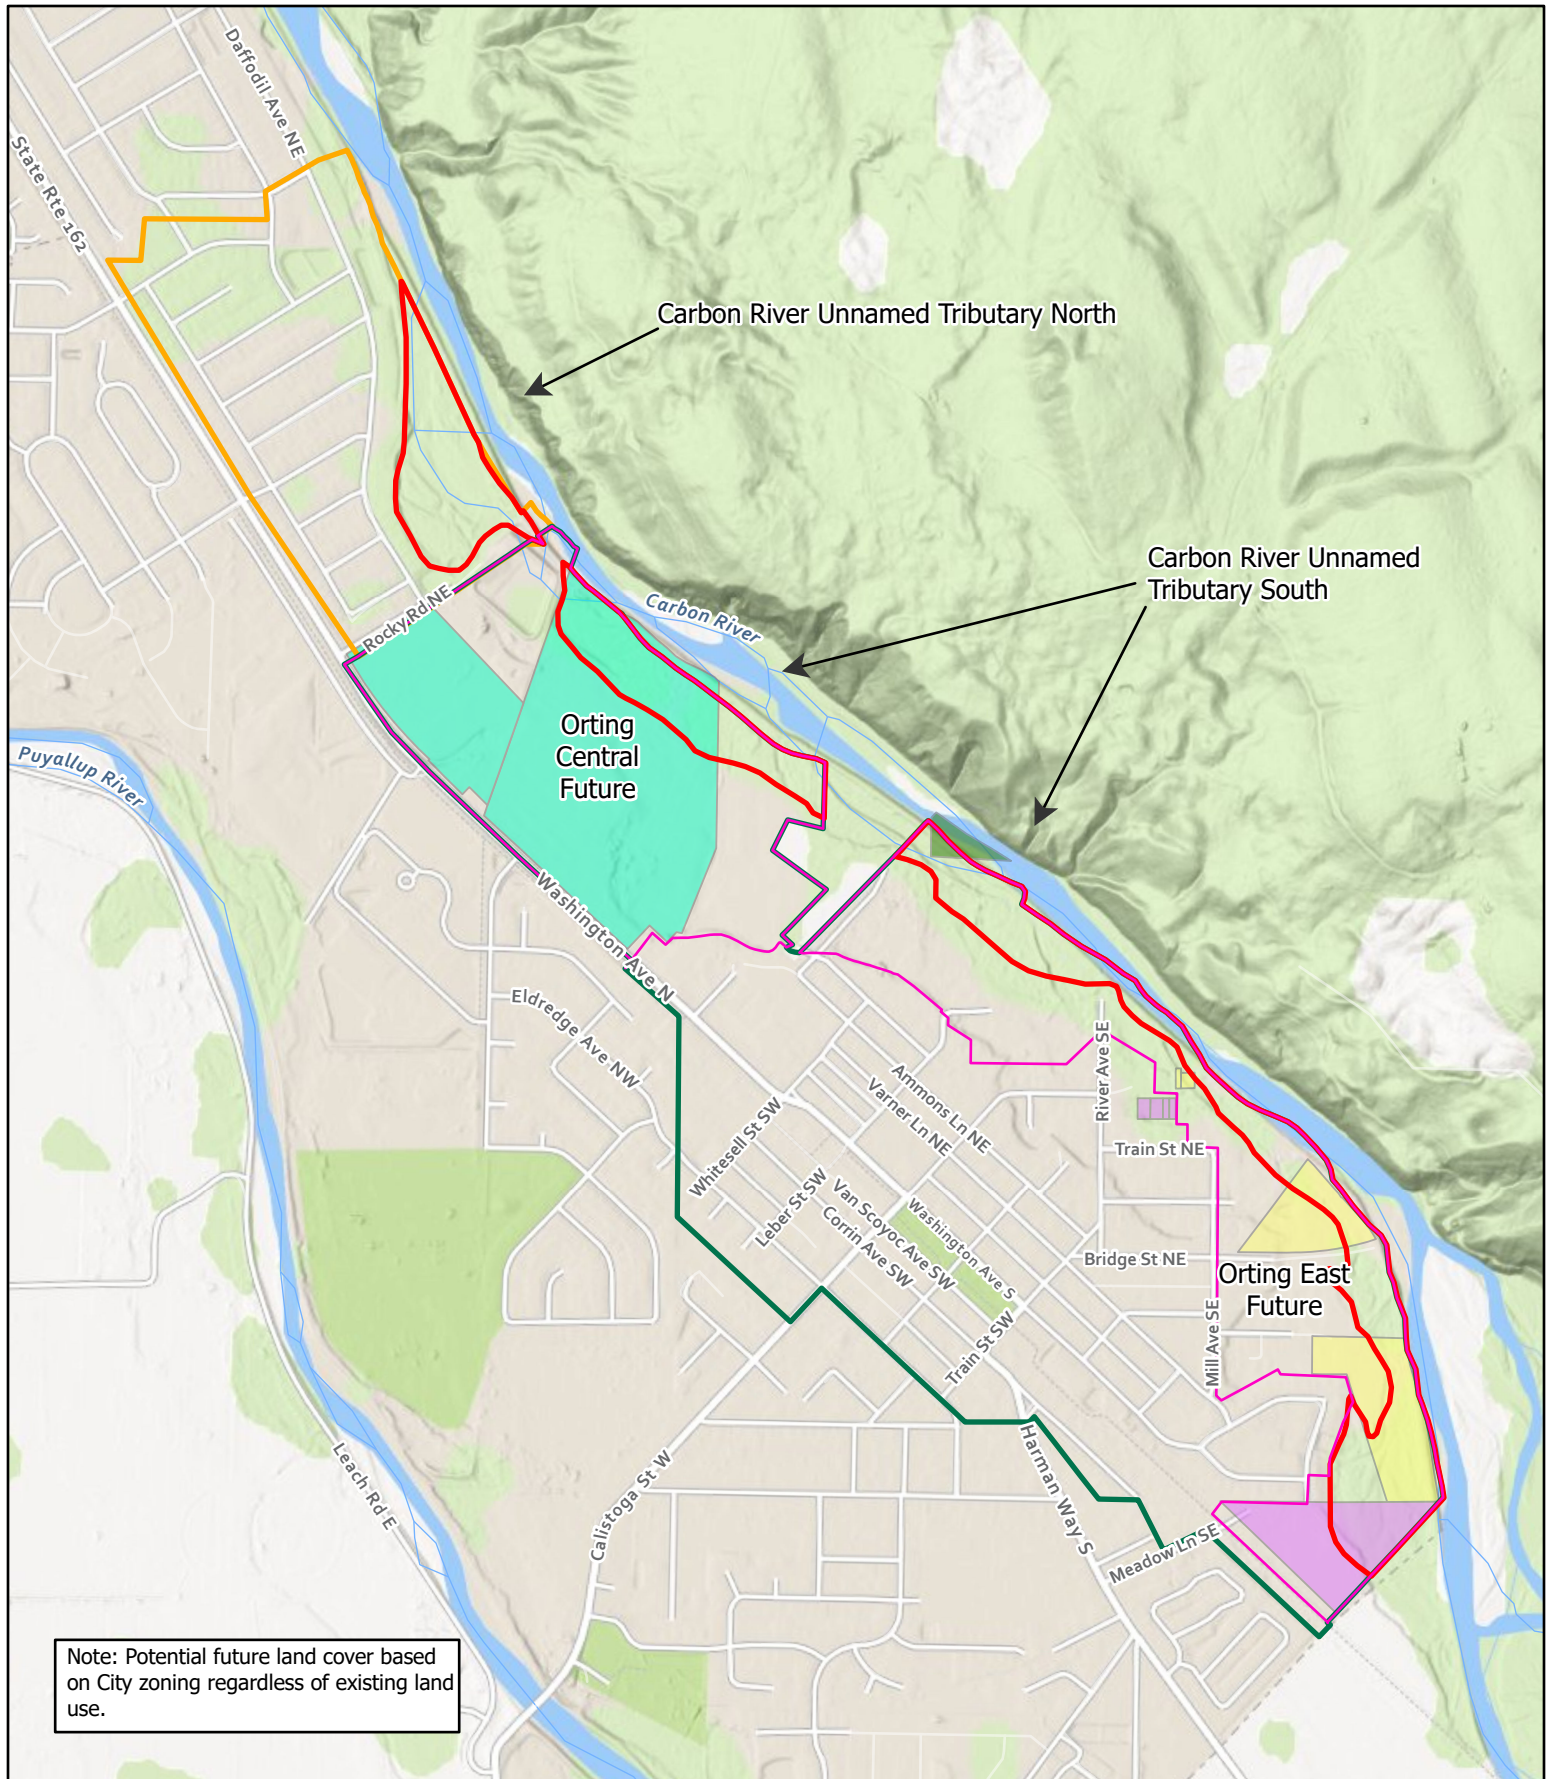 Daffodil Ave NE
State Rte 162
Carbon River Unnamed Tributary North
Carbon River Unnamed
Tributary South
Rocky Rd NE
Carbon River
Orting
Central
Future
Puyallup River
Washington Ave N
Eldredge Ave NW
River Ave SE
Ammons Ln NE
Varner Ln NE
Whitesell St SW
Train St NE
Leber St SW
Van Scoyoc Ave SW
Corrin Ave SW
Washington Ave S
Bridge St NE
Orting East
Future
Mill Ave SE
Train St SW
Harman Way S
Leach Rd E
Calistoga St W
Meadow Ln SE
Note: Potential future land cover based
on City zoning regardless of existing land
use.